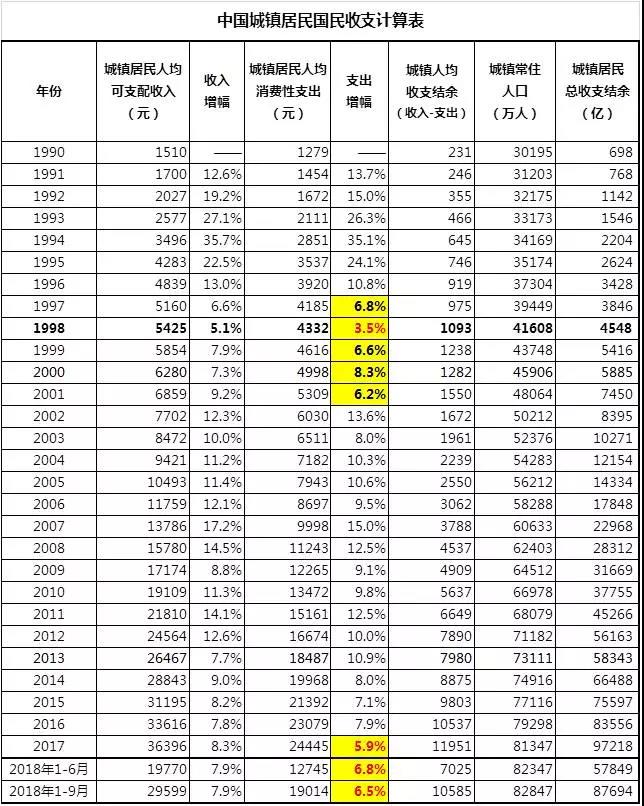 中国城镇居民国民收支计算表
年份 城镇居民人均可支配收入（元） 收入增幅 城镇居民人均消费性支出（元） 支出增幅 城镇人均收支结余（收入-支出） 城镇常住人口（万人） 城镇居民总收支结余（亿）
1990 1510 —— 1279 —— 231 30195 698
1991 1700 12.6% 1454 13.7% 246 31203 768
1992 2027 19.2% 1672 15.0% 355 32175 1142
1993 2577 27.1% 2111 26.3% 466 33173 1546
1994 3496 35.7% 2851 35.1% 645 34169 2204
1995 4283 22.5% 3537 24.1% 746 35174 2624
1996 4839 13.0% 3920 10.8% 919 37304 3428
1997 5160 6.6% 4185 6.8% 975 39449 3846
1998 5425 5.1% 4332 3.5% 1093 41608 4548
1999 5854 7.9% 4616 6.6% 1238 43748 5416
2000 6280 7.3% 4998 8.3% 1282 45906 5885
2001 6859 9.2% 5309 6.2% 1550 48064 7450
2002 7702 12.3% 6030 13.6% 1672 50212 8395
2003 8472 10.0% 6511 8.0% 1961 52376 10271
2004 9421 11.2% 7182 10.3% 2239 54283 12154
2005 10493 11.4% 7943 10.6% 2550 56212 14334
2006 11759 12.1% 8697 9.5% 3062 58288 17848
2007 13786 17.2% 9998 15.0% 3788 60633 22968
2008 15780 14.5% 11243 12.5% 4537 62403 28312
2009 17174 8.8% 12265 9.1% 4909 64512 31669
2010 19109 11.3% 13472 9.8% 5637 66978 37755
2011 21810 14.1% 15161 12.5% 6649 68079 45266
2012 24564 12.6% 16674 10.0% 7890 71182 56163
2013 26467 7.7% 18487 10.9% 7980 73111 58343
2014 28843 9.0% 19968 8.0% 8875 74916 66488
2015 31195 8.2% 21392 7.1% 9803 77116 75597
2016 33616 7.8% 23079 7.9% 10537 79298 83556
2017 36396 8.3% 24445 5.9% 11951 81347 97218
2018年1-6月 19770 7.9% 12745 6.8% 7025 82347 57849
2018年1-9月 29599 7.9% 19014 6.5% 10585 82847 87694